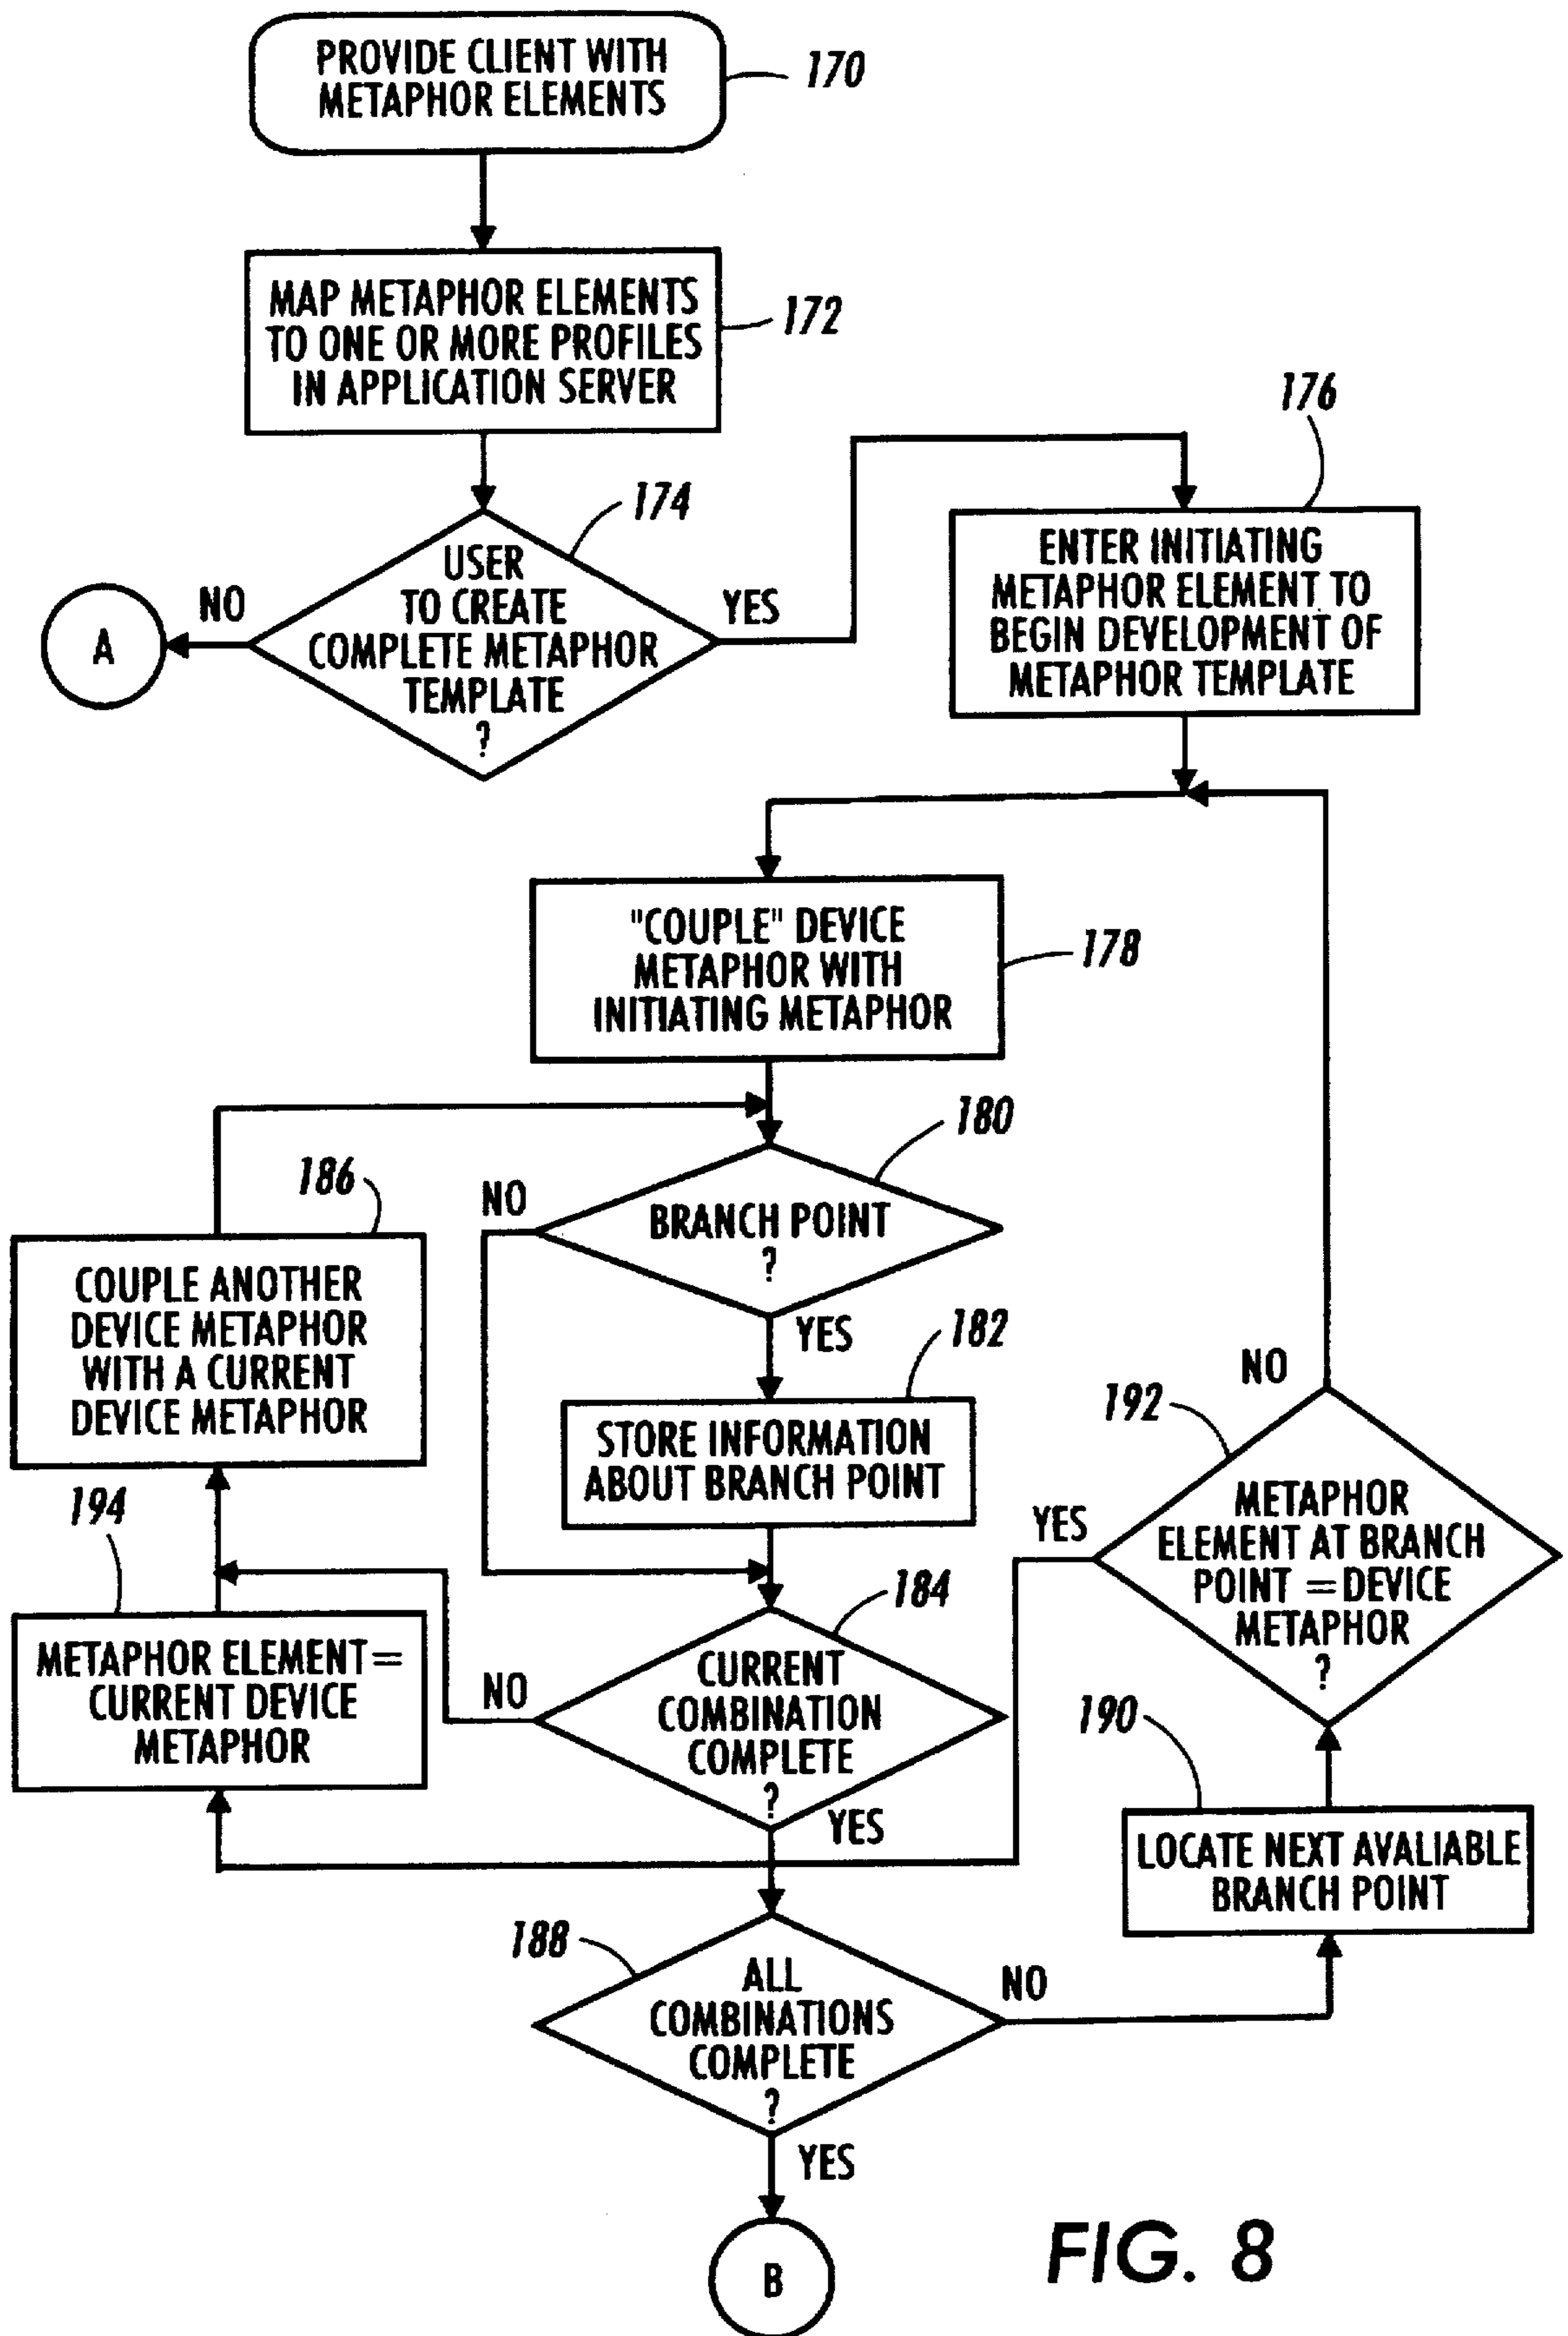 PROVIDE CLIENT WITH
METAPHOR ELEMENTS
170
MAP METAPHOR ELEMENTS
TO ONE OR MORE PROFILES
IN APPLICATION SERVER
172
174
USER
TO CREATE
COMPLETE METAPHOR
TEMPLATE
?
NO
A
YES
176
ENTER INITIATING
METAPHOR ELEMENT TO
BEGIN DEVELOPMENT OF
METAPHOR TEMPLATE
"COUPLE" DEVICE
METAPHOR WITH
INITIATING METAPHOR
178
180
BRANCH POINT
?
NO
YES
186
COUPLE ANOTHER
DEVICE METAPHOR
WITH A CURRENT
DEVICE METAPHOR
182
STORE INFORMATION
ABOUT BRANCH POINT
NO
192
METAPHOR
ELEMENT AT BRANCH
POINT =DEVICE
METAPHOR
?
YES
194
METAPHOR ELEMENT=
CURRENT DEVICE
METAPHOR
184
CURRENT
COMBINATION
COMPLETE
?
NO
YES
190
LOCATE NEXT AVALIABLE
BRANCH POINT
188
ALL
COMBINATIONS
COMPLETE
?
NO
YES
B
FIG. 8